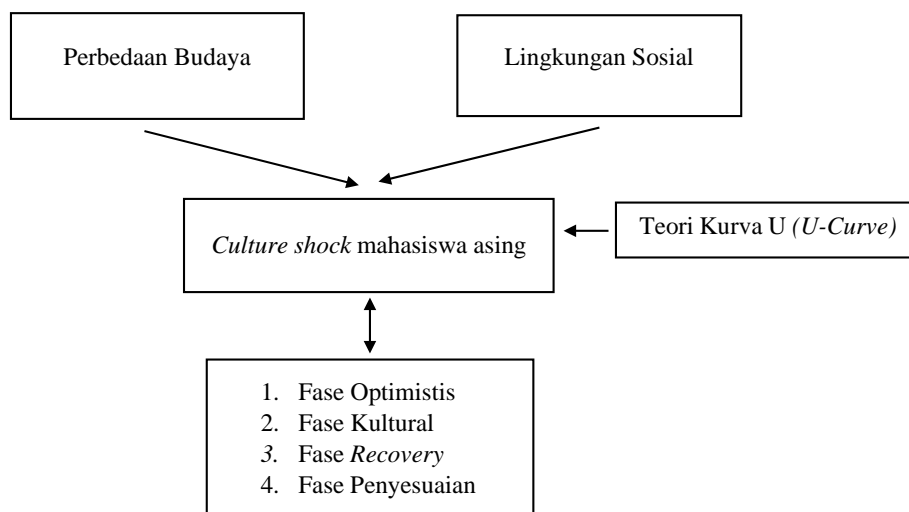 Perbedaan Budaya
Lingkungan Sosial
Culture shock mahasiswa asing
Teori Kurva U (U-Curve)
1. Fase Optimistis
2. Fase Kultural
3. Fase Recovery
4. Fase Penyesuaian